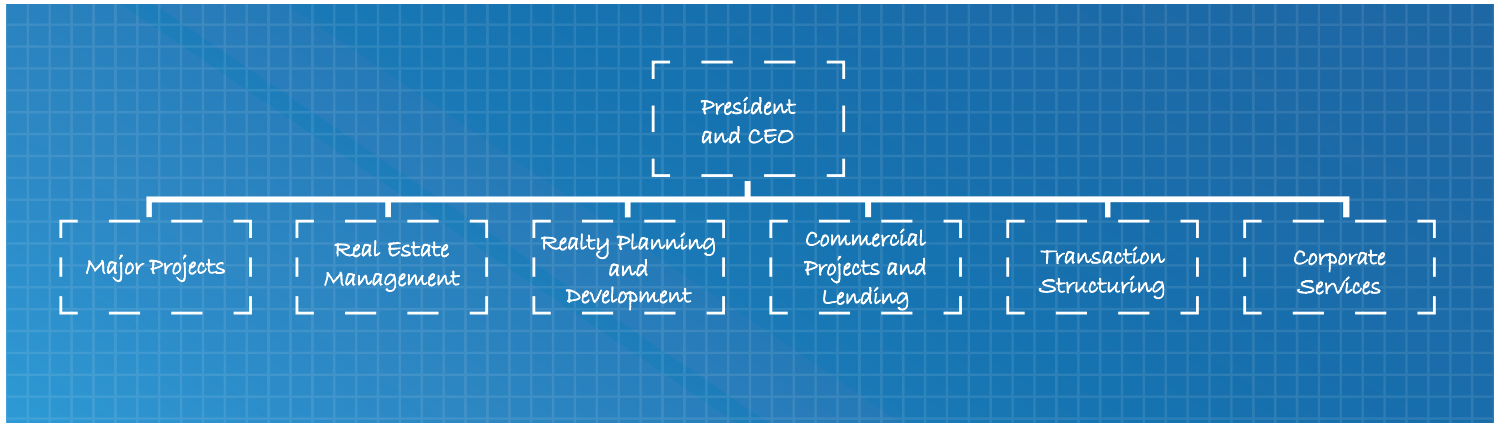 President
and CEO
Major Projects
Real Estate
Management
Realty Planning
and
Development
Commercial
Projects and
Lending
Transaction
Structuring
Corporate
Services